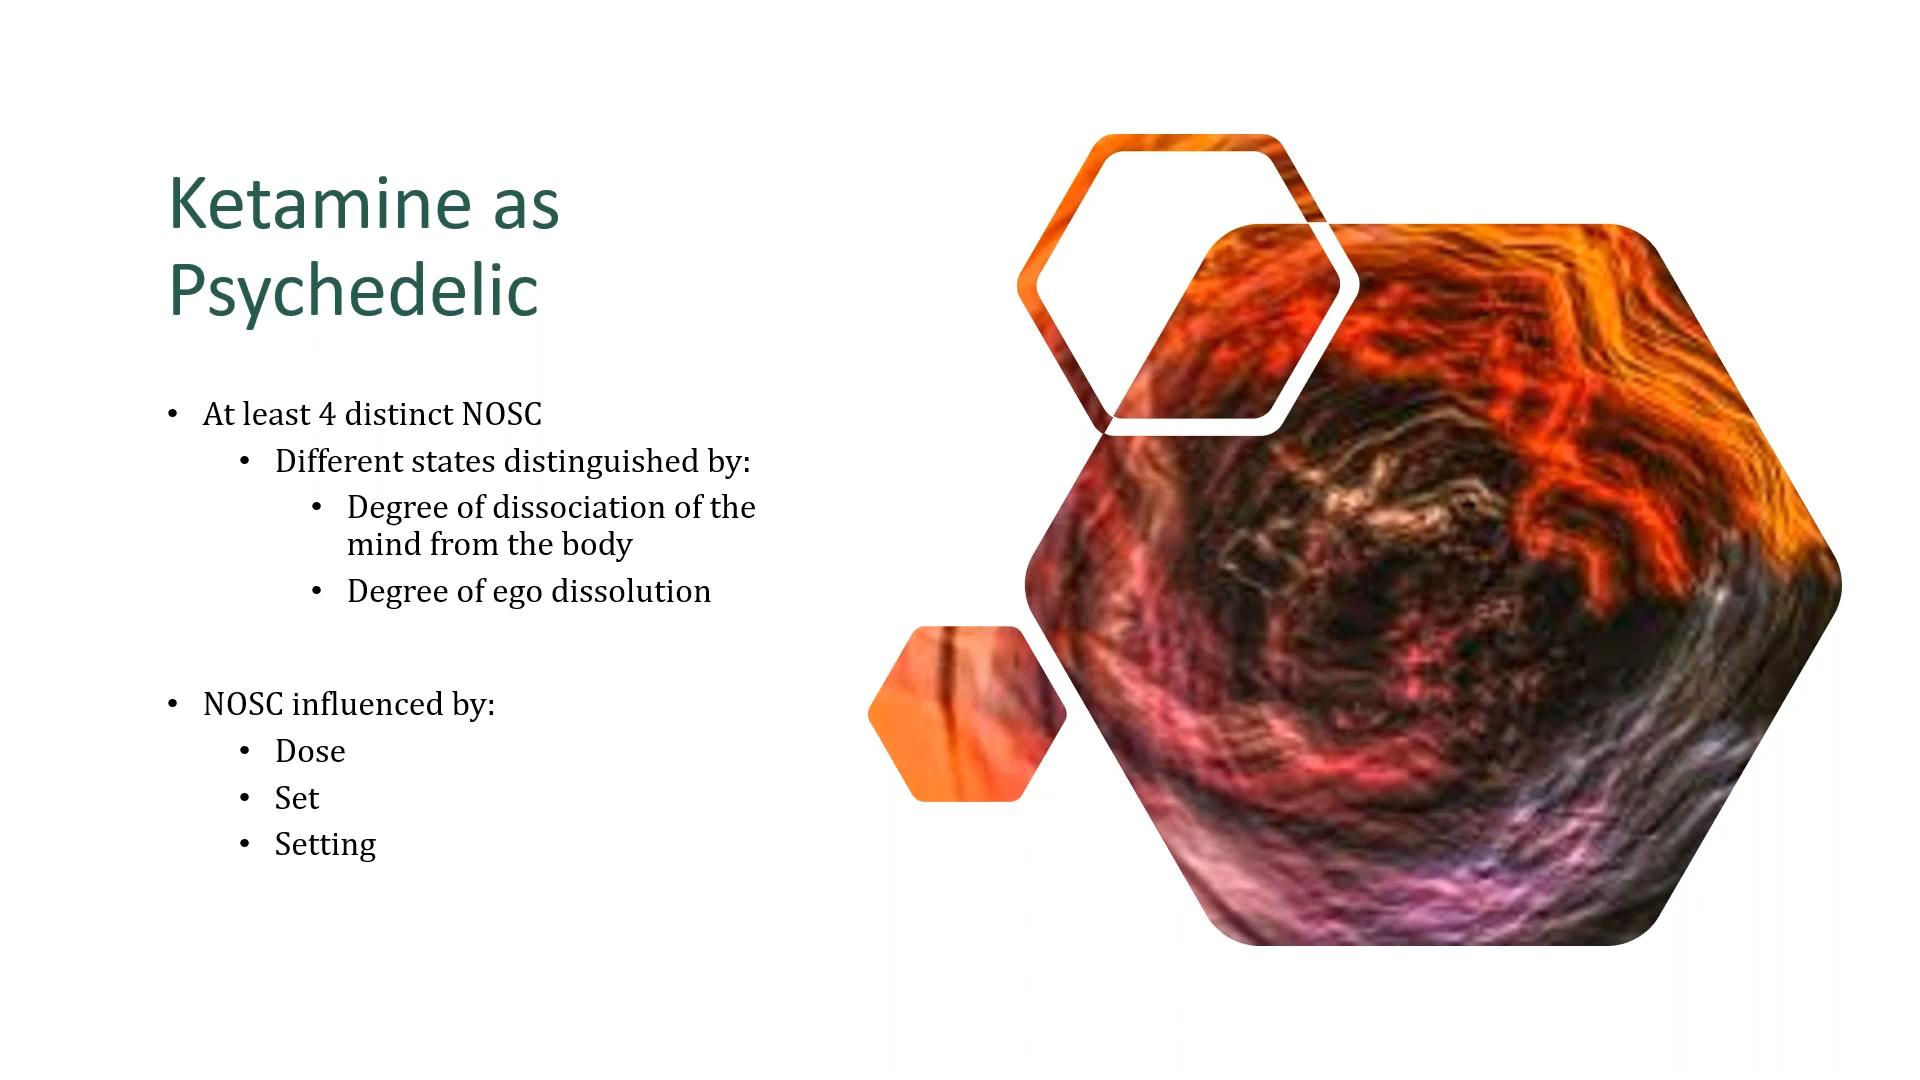 Ketamine as
Psychedelic
• At least 4 distinct NOSC
• Different states distinguished by:
• Degree of dissociation of the
mind from the body
• Degree of ego dissolution
• NOSC influenced by:
• Dose
• Set
• Setting